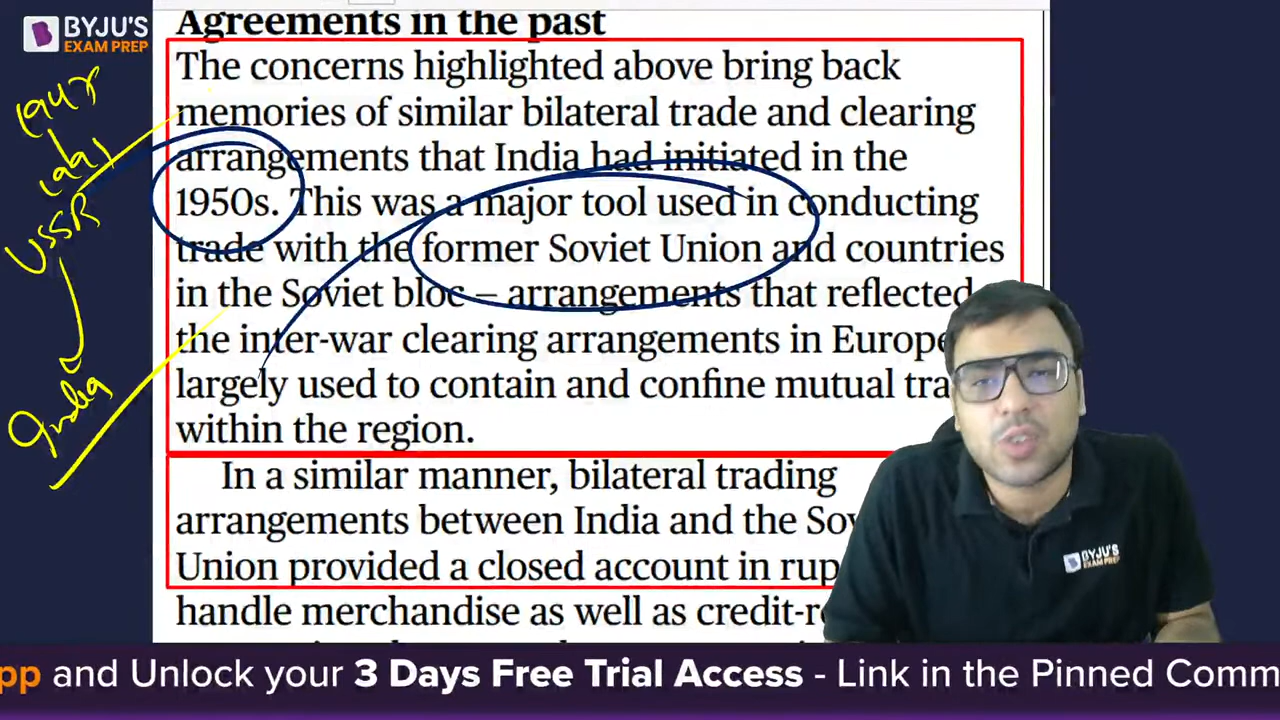 BYJU'S
EXAM PREP
Agreements in the past
The concerns highlighted above bring back
memories of similar bilateral trade and clearing
arrangements that India had initiated in the
1950s. This was a major tool used in conducting
trade with the former Soviet Union and countries
in the Soviet bloc – arrangements that reflected
the inter-war clearing arrangements in Europe
largely used to contain and confine mutual tra
within the region.
In a similar manner, bilateral trading
arrangements between India and the Sov
Union provided a closed account in rup
handle merchandise as well as credit-re
1947
USSR
India
BYJU'S
EXAM PREP
pp and Unlock your 3 Days Free Trial Access - Link in the Pinned Comm